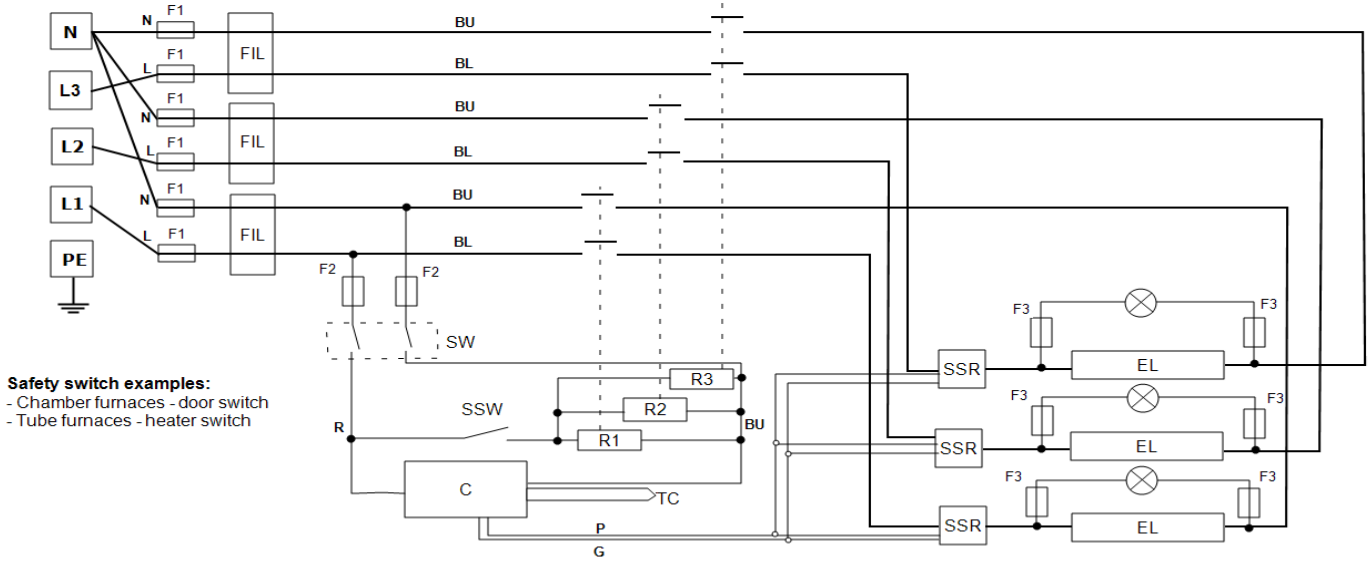 N
L3
L2
L1
PE
N
F1
L
F1
F1
N
L
F1
F1
N
L
F1
FIL
FIL
FIL
BU
BL
BU
BL
BU
BL
F2
F2
SW
Safety switch examples:
- Chamber furnaces - door switch
- Tube furnaces - heater switch
R
SSW
R3
R2
R1
BU
C
TC
P
G
SSR
F3
F3
EL
SSR
F3
F3
EL
SSR
F3
F3
EL